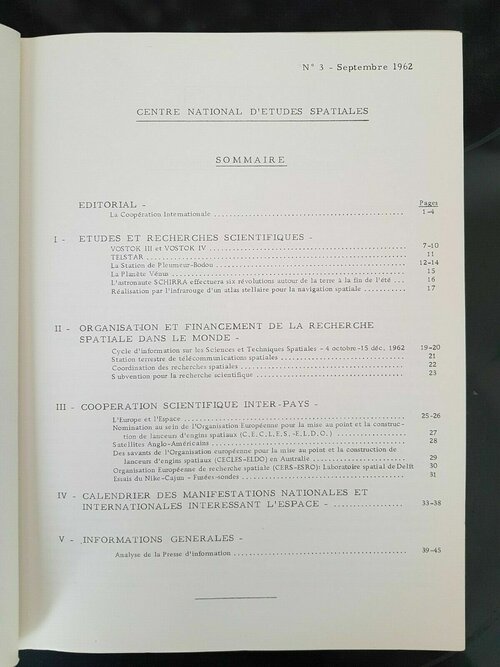 N° 3 - Septembre 1962
CENTRE NATIONAL D'ETUDES SPATIALES
SOMMAIRE
Pages
EDITORIAL -
La Coopération Internationale ........ 1-4
I - ETUDES ET RECHERCHES SCIENTIFIQUES -
VOSTOK III et VOSTOK IV ........ 7-10
TELSTAR ........ 11
La Station de Pleumeur-Bodou ........ 12-14
La Planète Vénus ........ 15
L'astronaute SCHIRRA effectuera six révolutions autour de la terre à la fin de l'été ... 16
Réalisation par l'infrarouge d'un atlas stellaire pour la navigation spatiale ........ 17
II - ORGANISATION ET FINANCEMENT DE LA RECHERCHE
SPATIALE DANS LE MONDE -
Cycle d'information sur les Sciences et Techniques Spatiales - 4 octobre-15 déc, 1962 19-20
Station terrestre de télécommunications spatiales ........ 21
Coordination des recherches spatiales ........ 22
Subvention pour la recherche scientifique ........ 23
III - COOPERATION SCIENTIFIQUE INTER-PAYS -
L'Europe et l'Espace ........ 25-26
Nomination au sein de l'Organisation Européenne pour la mise au point et la construc-
tion de lanceurs d'engins spatiaux (C.E.C.L.E.S.-E.L.D.O.) ........ 27
Satellites Anglo-Américains ........ 28
Des savants de l'Organisation européenne pour la mise au point et la construction de
lanceurs d'engins spatiaux (CECLES-ELDO) en Australie ........ 29
Organisation Européenne de recherche spatiale (CERS-ESRO): Laboratoire spatial de Delft 30
Essais du Nike-Cajun - Fusées-sondes ........ 31
IV - CALENDRIER DES MANIFESTATIONS NATIONALES ET
INTERNATIONALES INTERESSANT L'ESPACE - ........ 33-38
V - INFORMATIONS GENERALES -
Analyse de la Presse d'information ........ 39-45